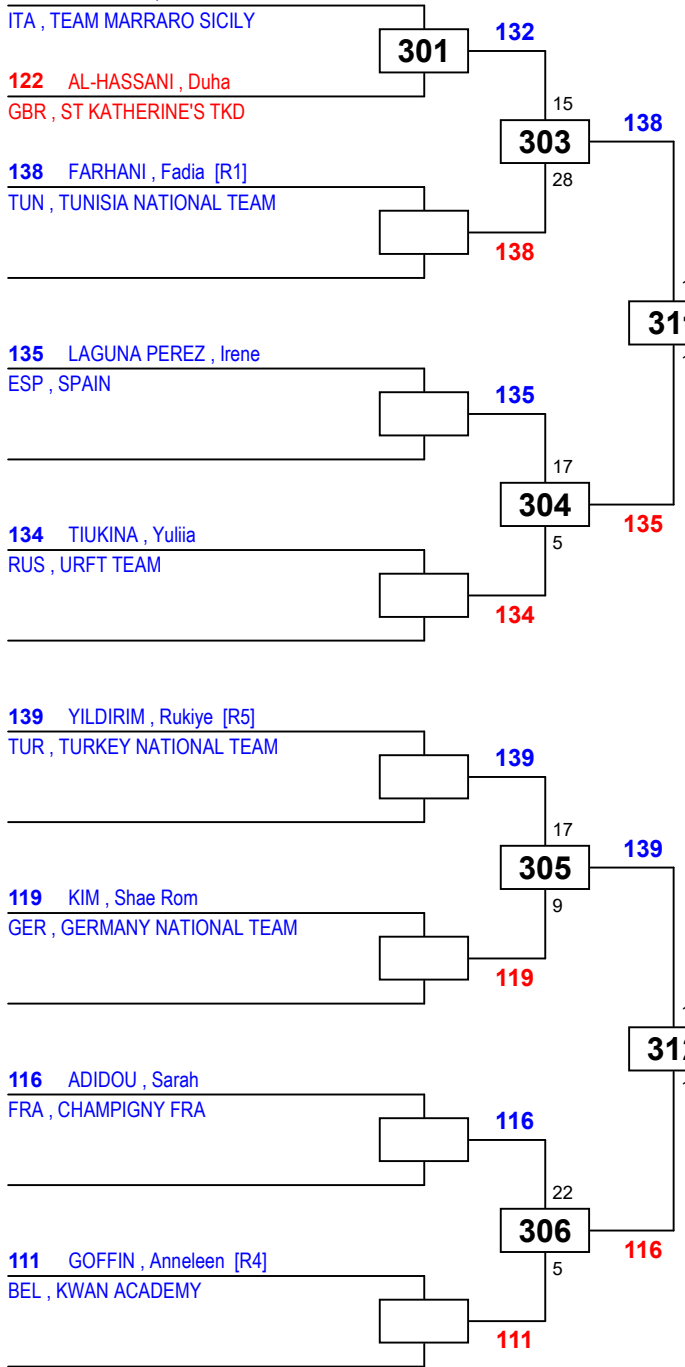 ITA , TEAM MARRARO SICILY
301
132
122 AL-HASSANI , Duha
GBR , ST KATHERINE'S TKD
15
303
138
28
138 FARHANI , Fadia [R1]
TUN , TUNISIA NATIONAL TEAM
138
135 LAGUNA PEREZ , Irene
ESP , SPAIN
135
17
304
135
5
134 TIUKINA , Yuliia
RUS , URFT TEAM
134
139 YILDIRIM , Rukiye [R5]
TUR , TURKEY NATIONAL TEAM
139
17
305
139
9
119 KIM , Shae Rom
GER , GERMANY NATIONAL TEAM
119
116 ADIDOU , Sarah
FRA , CHAMPIGNY FRA
116
22
306
116
5
111 GOFFIN , Anneleen [R4]
BEL , KWAN ACADEMY
111